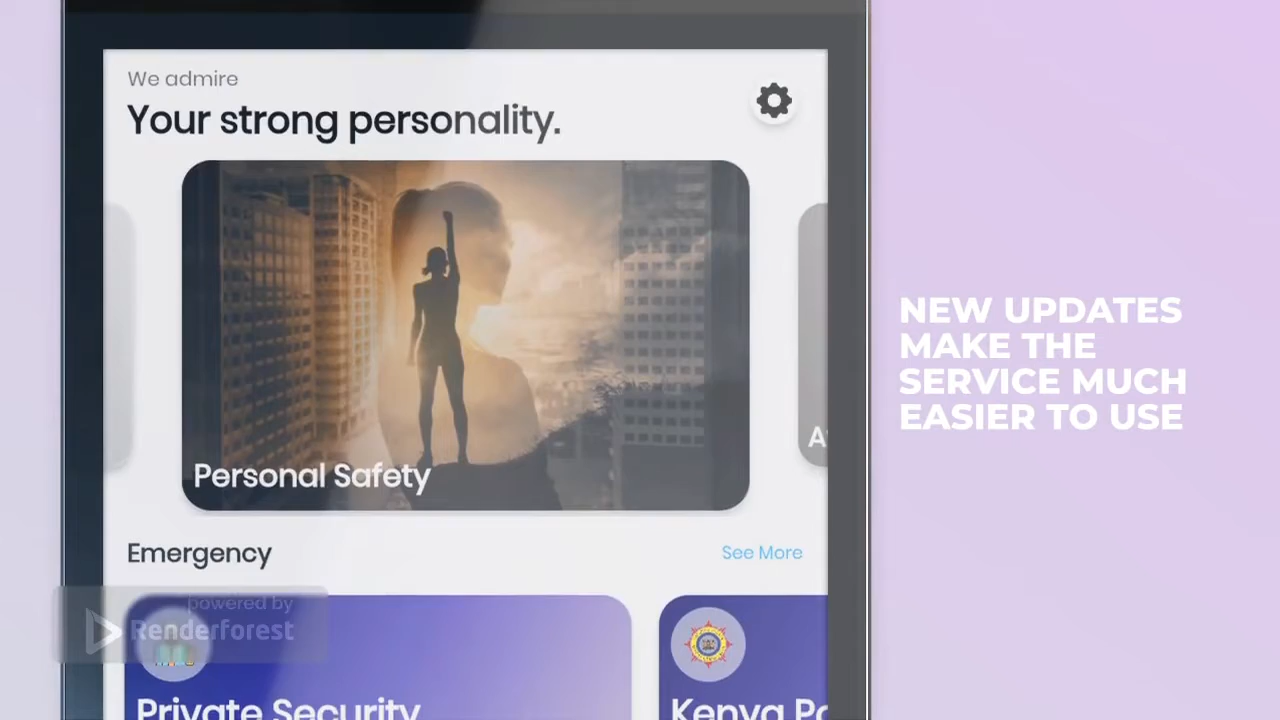 We admire
Your strong personality.
Personal Safety
Emergency
See More
powered by
Renderforest
Private Security
Kenya
NEW UPDATES
MAKE THE
SERVICE MUCH
EASIER TO USE